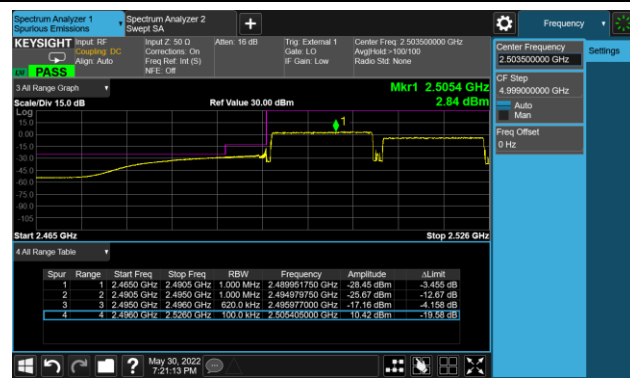 Spectrum Analyzer 1
Spurious Emissions
Spectrum Analyzer 2
Swept SA
Frequency
KEYSIGHT
Input: RF
Coupling: DC
Align: Auto
Input Z: 50 Ω
Corrections: On
Freq Ref: Int (S)
NFE: Off
Atten: 16 dB
Trig: External 1
Gate: LO
IF Gain: Low
Center Freq: 2.503500000 GHz
Avg|Hold:>100/100
Radio Std: None
PASS
Center Frequency
2.503500000 GHz
Settings
CF Step
4.999000000 GHz
Auto
Man
Freq Offset
0 Hz
3 All Range Graph
Mkr1 2.5054 GHz
Scale/Div 15.0 dB
Ref Value 30.00 dBm
2.84 dBm
Log
15.0
0.00
-15.0
-30.0
-45.0
-60.0
-75.0
-90.0
-105
1
Start 2.465 GHz
Stop 2.526 GHz
4 All Range Table
Spur Range Start Freq Stop Freq RBW Frequency Amplitude ΔLimit
1 1 2.4650 GHz 2.4905 GHz 1.000 MHz 2.489951750 GHz -28.45 dBm -3.455 dB
2 2 2.4905 GHz 2.4950 GHz 1.000 MHz 2.494979750 GHz -25.67 dBm -12.67 dB
3 3 2.4950 GHz 2.4960 GHz 620.0 kHz 2.495977000 GHz -17.16 dBm -4.158 dB
4 4 2.4960 GHz 2.5260 GHz 100.0 kHz 2.505405000 GHz 10.42 dBm -19.58 dB
May 30, 2022
7:21:13 PM